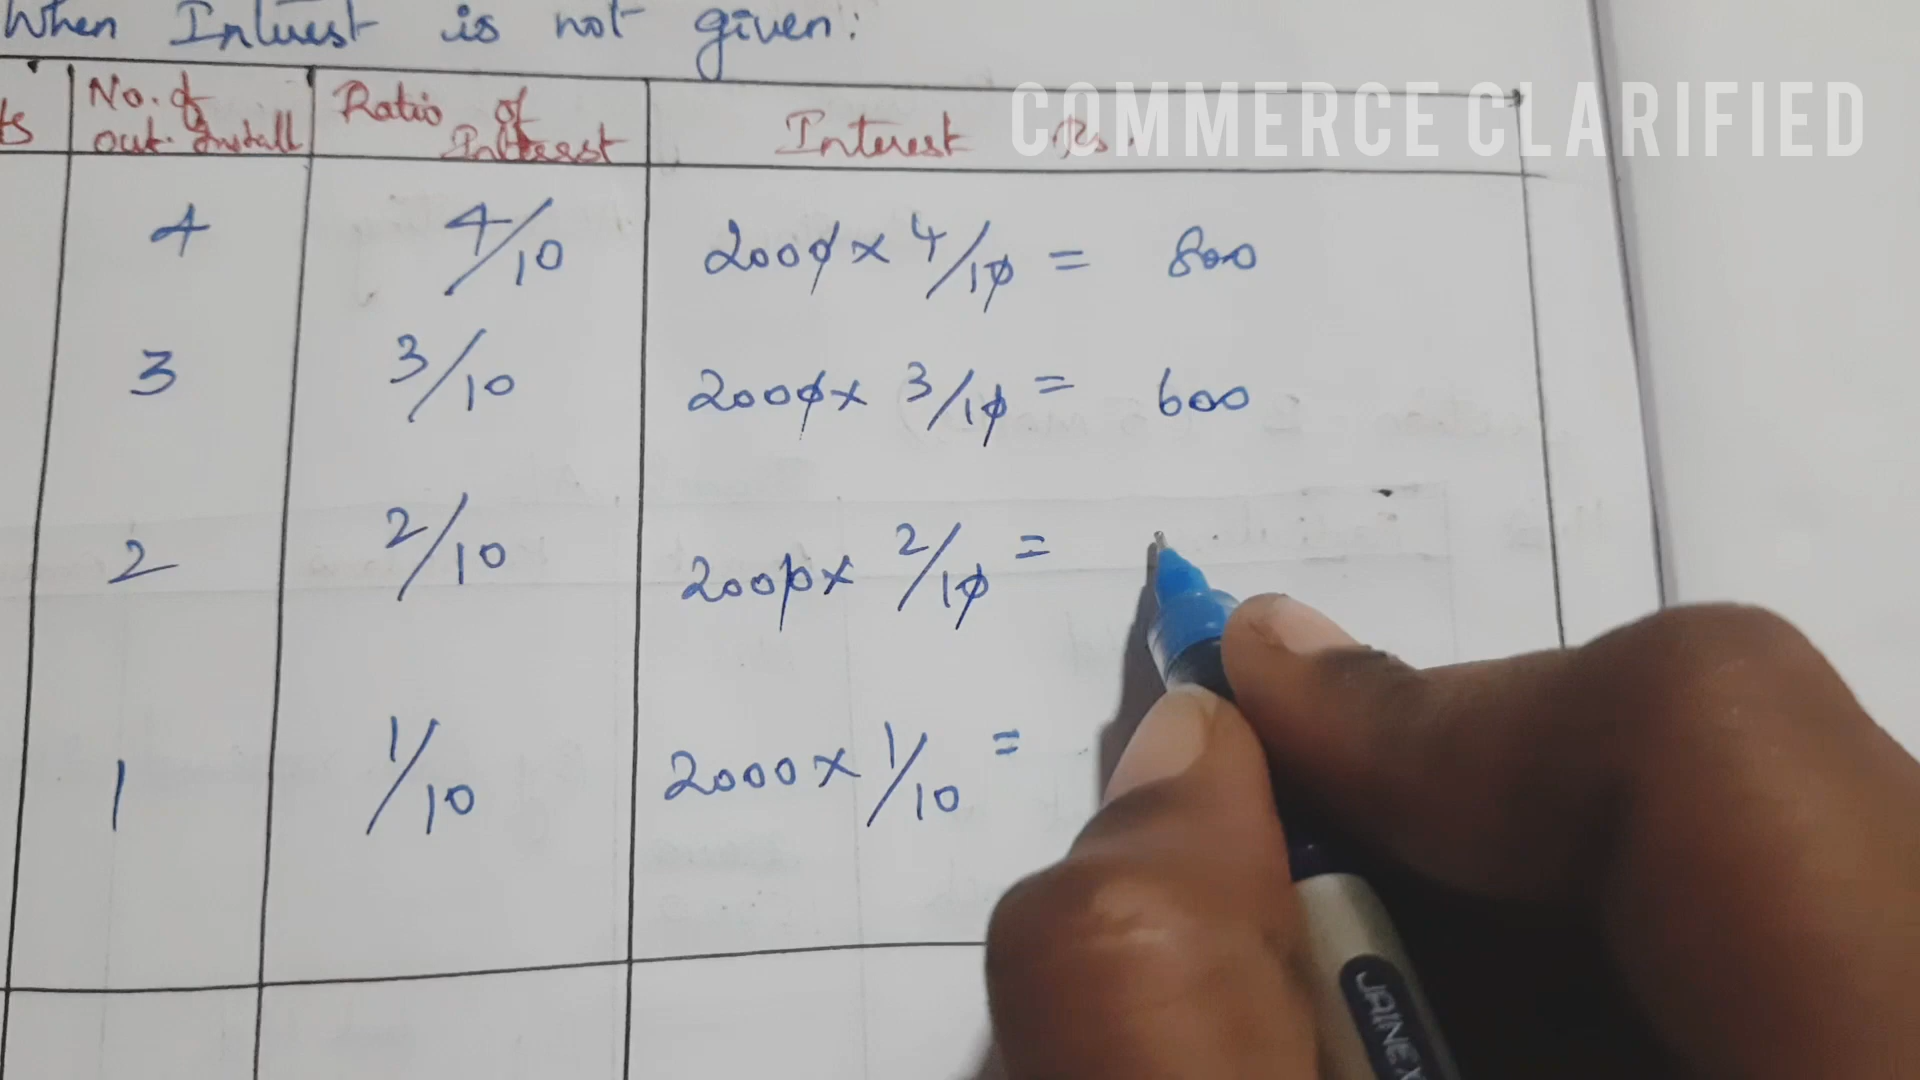 When Interest is not given:
COMMERCE CLARIFIED
ts No. of out. Install Ratio of Interest Interest Rs.
4 4/10 2000 x 4/10 = 800
3 3/10 2000 x 3/10 = 600
2 2/10 2000 x 2/10 =
1 1/10 2000 x 1/10 =
JAINEX